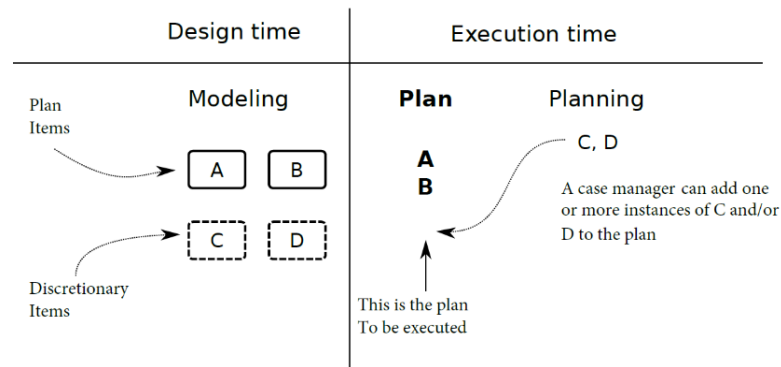 Design time
Execution time
Modeling
Plan
Planning
Plan
Items
A
B
C
D
Discretionary
Items
A
B
C, D
A case manager can add one
or more instances of C and/or
D to the plan
This is the plan
To be executed